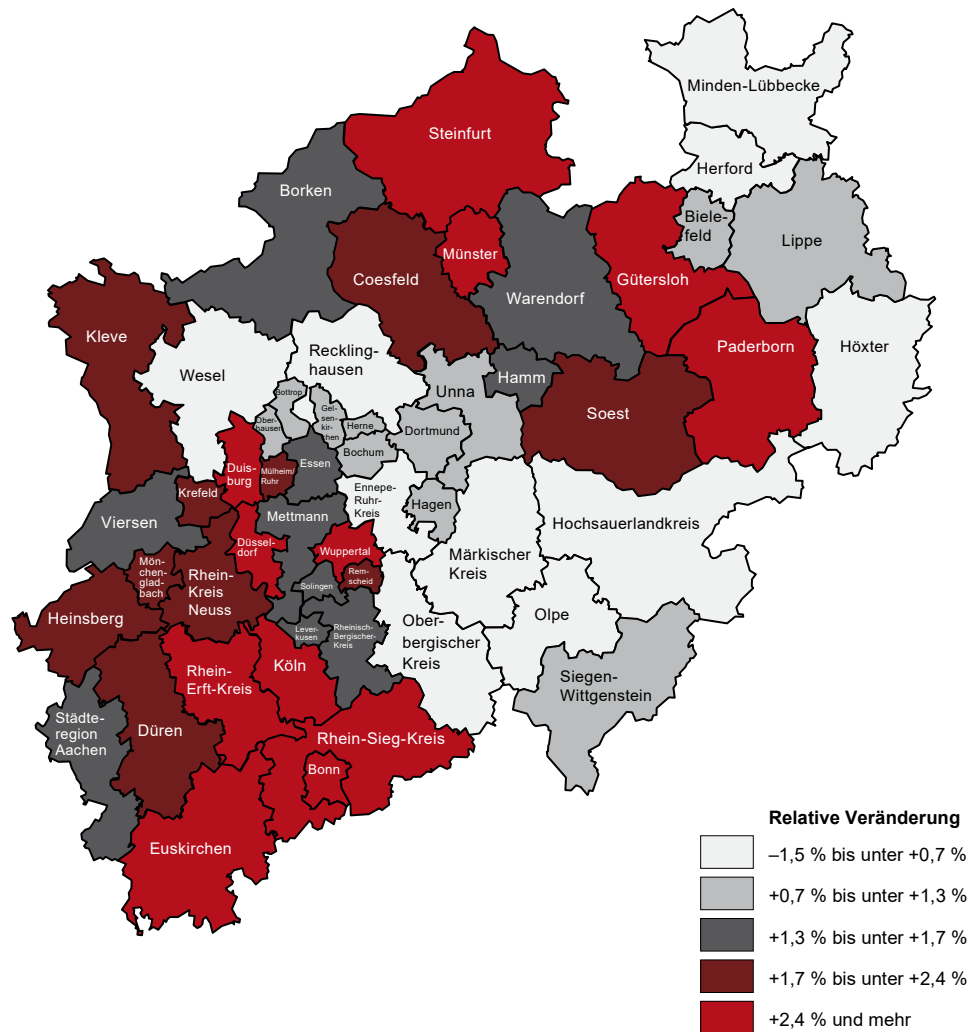 Minden-Lübbecke
Steinfurt
Herford
Borken
Biele-
feld
Lippe
Münster
Coesfeld
Gütersloh
Warendorf
Kleve
Paderborn
Höxter
Reckling-
hausen
Wesel
Hamm
Unna
Soest
Bottrop
Gel-
sen-
kir-
chen
Ober-
hausen
Herne
Dortmund
Bochum
Essen
Duis-
burg
Mülheim/
Ruhr
Ennepe-
Ruhr-
Kreis
Krefeld
Hagen
Viersen
Mettmann
Hochsauerlandkreis
Düssel-
dorf
Wuppertal
Märkischer
Kreis
Mön-
chen-
glad-
bach
Rhein-
Kreis
Neuss
Rem-
scheid
Solingen
Heinsberg
Olpe
Ober-
bergischer
Kreis
Lever-
kusen
Rheinisch-
Bergischer-
Kreis
Köln
Rhein-
Erft-Kreis
Siegen-
Wittgenstein
Städte-
region
Aachen
Düren
Rhein-Sieg-Kreis
Bonn
Euskirchen
Relative Veränderung
–1,5 % bis unter +0,7 %
+0,7 % bis unter +1,3 %
+1,3 % bis unter +1,7 %
+1,7 % bis unter +2,4 %
+2,4 % und mehr